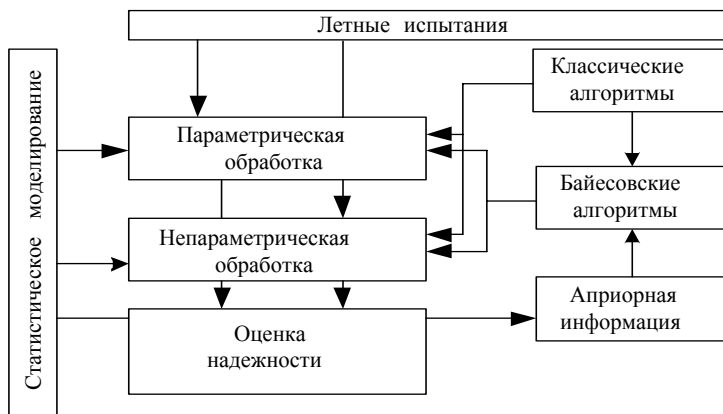 Летные испытания
Статистическое моделирование
Классические
алгоритмы
Параметрическая
обработка
Байесовские
алгоритмы
Непараметрическая
обработка
Априорная
информация
Оценка
надежности